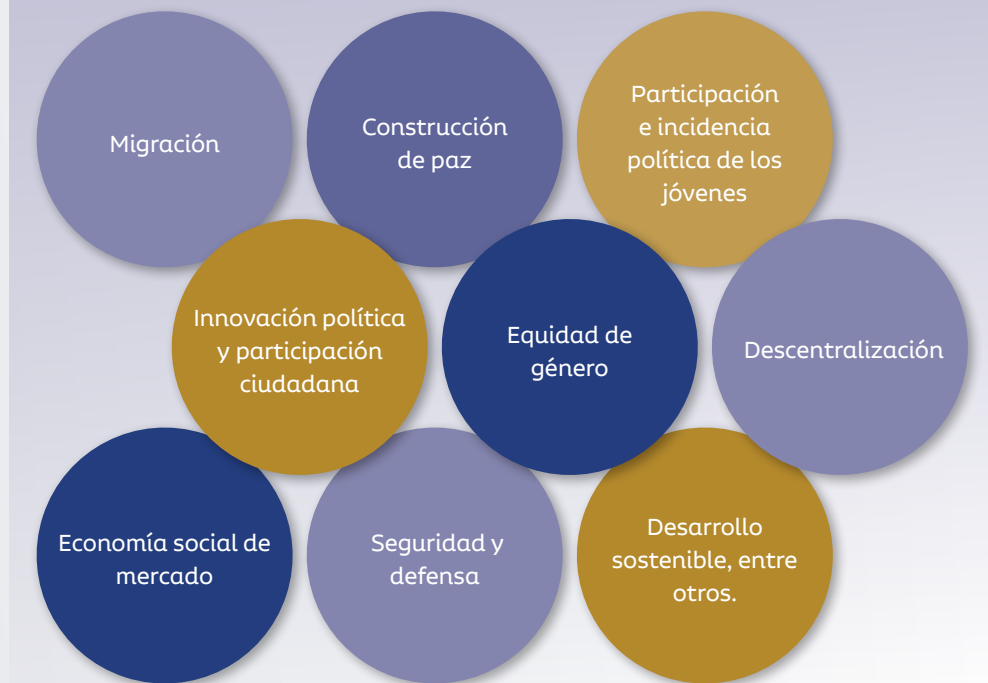 Migración
Construcción
de paz
Participación
e incidencia
política de los
jóvenes
Innovación política
y participación
ciudadana
Equidad de
género
Descentralización
Economía social de
mercado
Seguridad y
defensa
Desarrollo
sostenible, entre
otros.